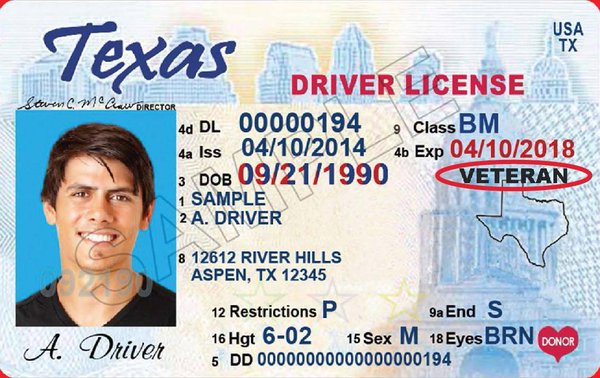 Texas
USA
TX
DRIVER LICENSE
Steven C. McCraw DIRECTOR
4d DL 00000194
9 Class BM
4a Iss 04/10/2014
4b Exp 04/10/2018
3 DOB 09/21/1990
VETERAN
1 SAMPLE
2 A. DRIVER
8 12612 RIVER HILLS
ASPEN, TX 12345
SAMPLE
12 Restrictions P
9a End S
16 Hgt 6-02
15 Sex M
18 Eyes BRN
DONOR
5 DD 00000000000000000194
A. Driver